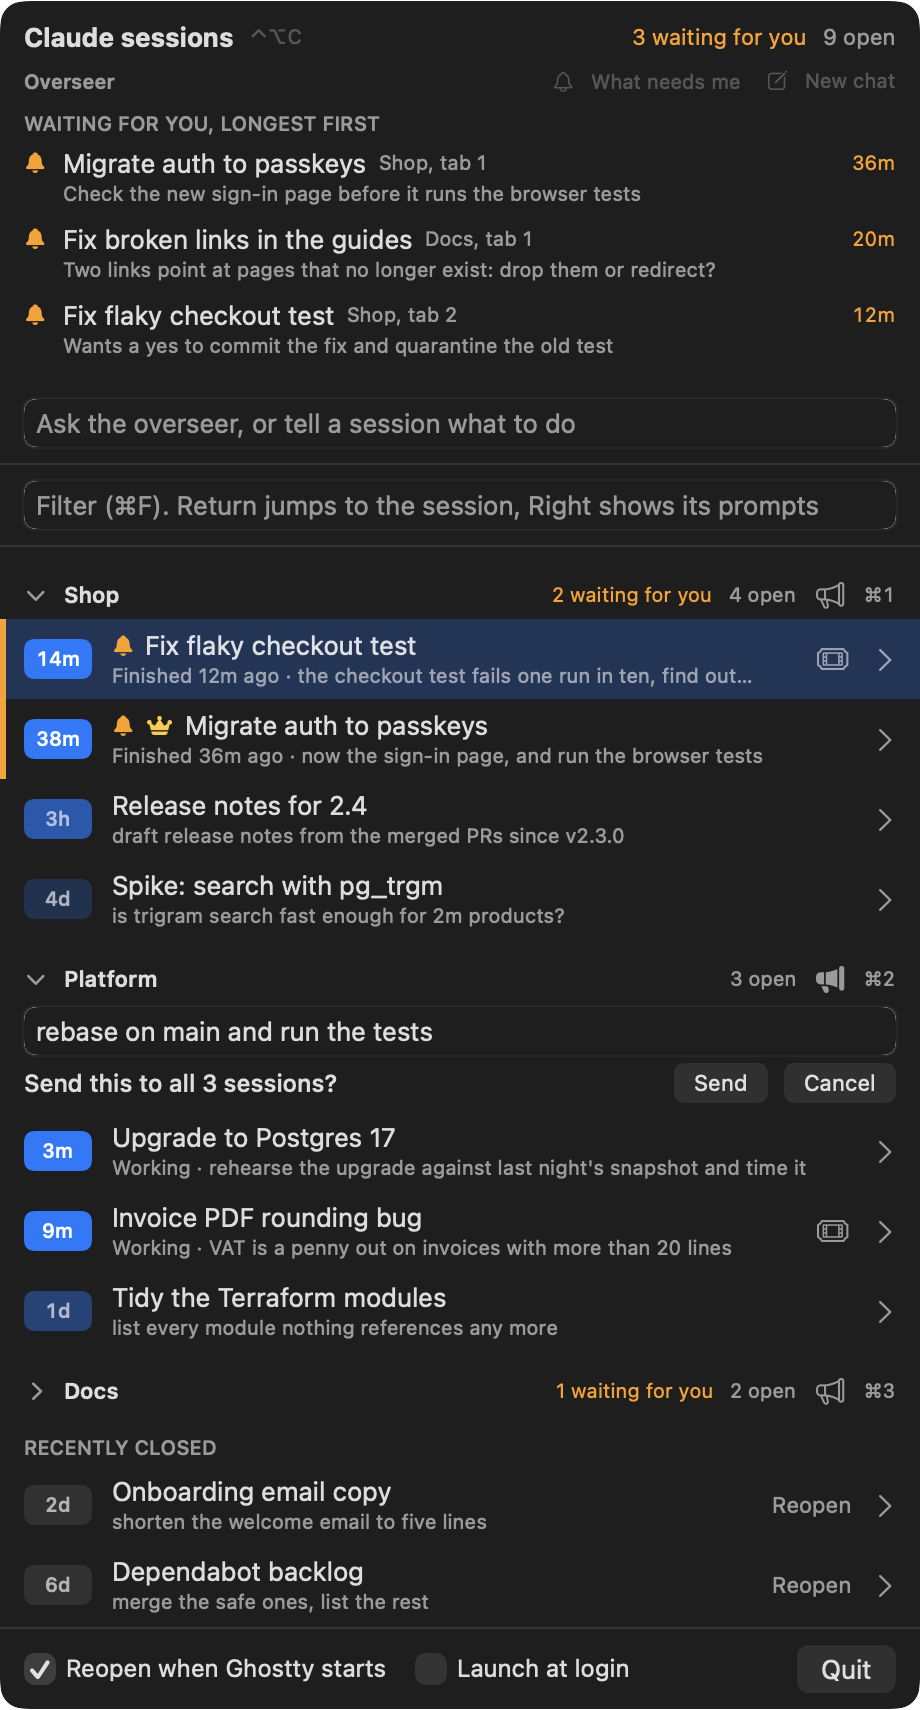 Claude sessions ^⌥C 3 waiting for you 9 open
Overseer What needs me New chat
WAITING FOR YOU, LONGEST FIRST
Migrate auth to passkeys Shop, tab 1 36m
Check the new sign-in page before it runs the browser tests
Fix broken links in the guides Docs, tab 1 20m
Two links point at pages that no longer exist: drop them or redirect?
Fix flaky checkout test Shop, tab 2 12m
Wants a yes to commit the fix and quarantine the old test
Ask the overseer, or tell a session what to do
Filter (⌘F). Return jumps to the session, Right shows its prompts
Shop 2 waiting for you 4 open ⌘1
14m Fix flaky checkout test
Finished 12m ago · the checkout test fails one run in ten, find out...
38m Migrate auth to passkeys
Finished 36m ago · now the sign-in page, and run the browser tests
3h Release notes for 2.4
draft release notes from the merged PRs since v2.3.0
4d Spike: search with pg_trgm
is trigram search fast enough for 2m products?
Platform 3 open ⌘2
rebase on main and run the tests
Send this to all 3 sessions? Send Cancel
3m Upgrade to Postgres 17
Working · rehearse the upgrade against last night's snapshot and time it
9m Invoice PDF rounding bug
Working · VAT is a penny out on invoices with more than 20 lines
1d Tidy the Terraform modules
list every module nothing references any more
Docs 1 waiting for you 2 open ⌘3
RECENTLY CLOSED
2d Onboarding email copy Reopen
shorten the welcome email to five lines
6d Dependabot backlog Reopen
merge the safe ones, list the rest
Reopen when Ghostty starts Launch at login Quit